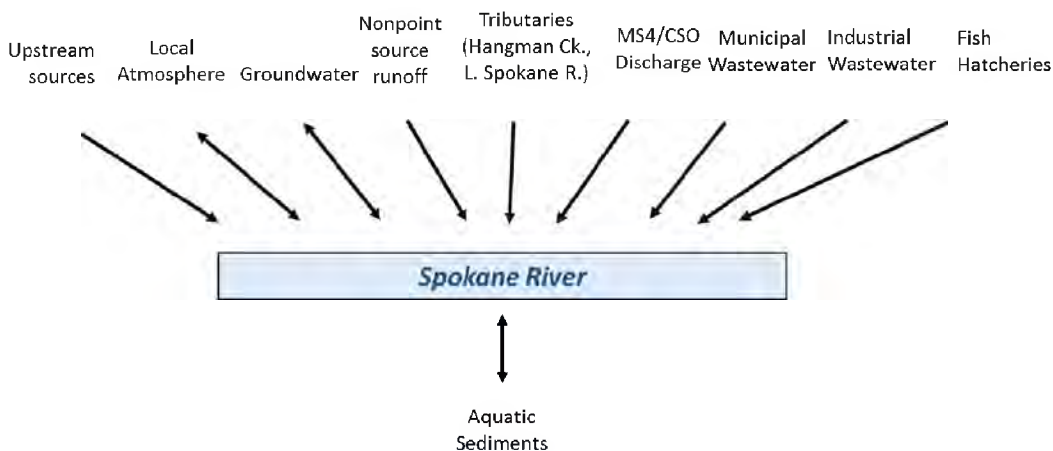 Upstream
sources
Local
Atmosphere
Groundwater
Nonpoint
source
runoff
Tributaries
(Hangman Ck.,
L. Spokane R.)
MS4/CSO
Discharge
Municipal
Wastewater
Industrial
Wastewater
Fish
Hatcheries
Spokane River
Aquatic
Sediments